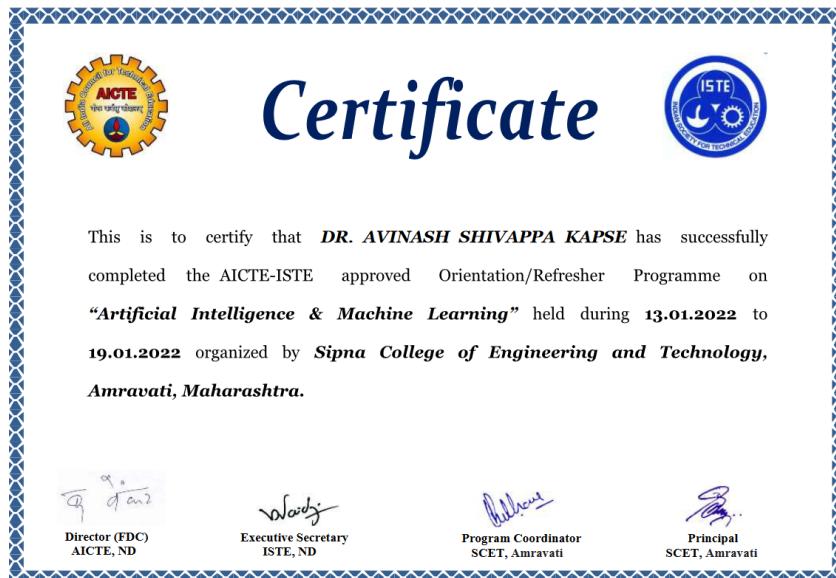 All India Council for Technical Education
AICTE
Certificate
ISTE
INDIAN SOCIETY FOR TECHNICAL EDUCATION
This is to certify that DR. AVINASH SHIVAPPA KAPSE has successfully
completed the AICTE-ISTE approved Orientation/Refresher Programme on
“Artificial Intelligence & Machine Learning” held during 13.01.2022 to
19.01.2022 organized by Sipna College of Engineering and Technology,
Amravati, Maharashtra.
Director (FDC)
AICTE, ND
Executive Secretary
ISTE, ND
Program Coordinator
SCET, Amravati
Principal
SCET, Amravati